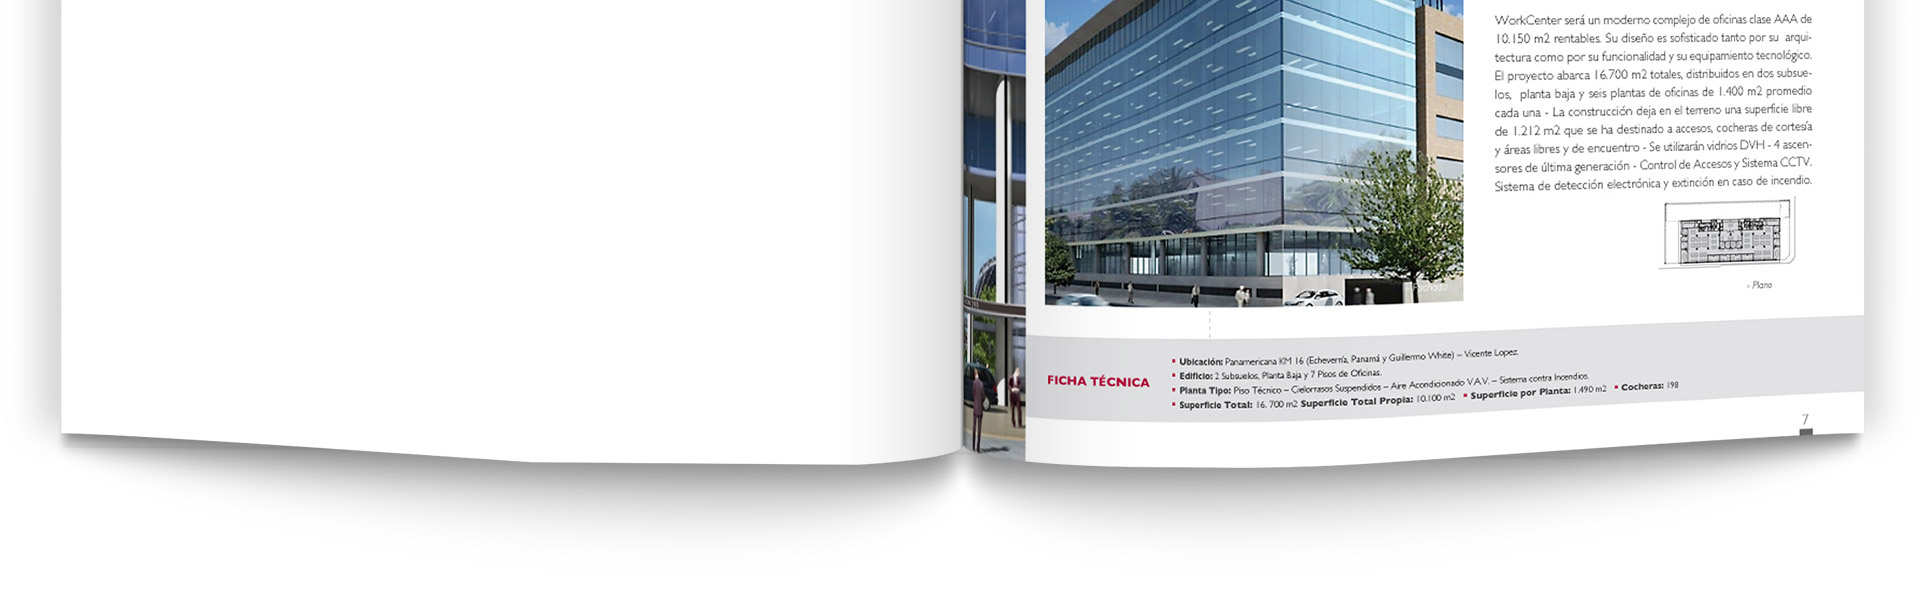 WorkCenter será un moderno complejo de oficinas clase AAA de
10.150 m2 rentables. Su diseño es sofisticado tanto por su arqui-
tectura como por su funcionalidad y su equipamiento tecnológico.
El proyecto abarca 16.700 m2 totales, distribuidos en dos subsue-
los, planta baja y seis plantas de oficinas de 1.400 m2 promedio
cada una - La construcción deja en el terreno una superficie libre
de 1.212 m2 que se ha destinado a accesos, cocheras de cortesía
y áreas libres y de encuentro - Se utilizarán vidrios DVH - 4 ascen-
sores de última generación - Control de Accesos y Sistema CCTV.
Sistema de detección electrónica y extinción en caso de incendio.
> Plano
FICHA TÉCNICA
▪ Ubicación: Panamericana KM 16 (Echeverría, Panamá y Guillermo White) – Vicente Lopez.
▪ Edificio: 2 Subsuelos, Planta Baja y 7 Pisos de Oficinas.
▪ Planta Tipo: Piso Técnico – Cielorrasos Suspendidos – Aire Acondicionado V.A.V. – Sistema contra Incendios.
▪ Superficie Total: 16. 700 m2 Superficie Total Propia: 10.100 m2 ▪ Superficie por Planta: 1.490 m2 ▪ Cocheras: 198
7